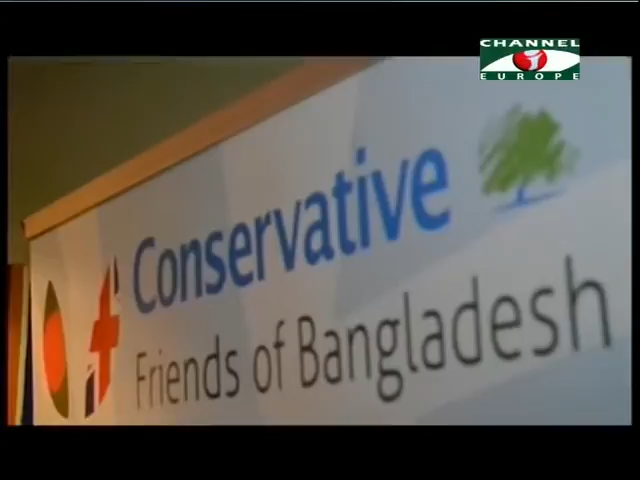 CHANNEL
i
EUROPE
Conservative
Friends of Bangladesh